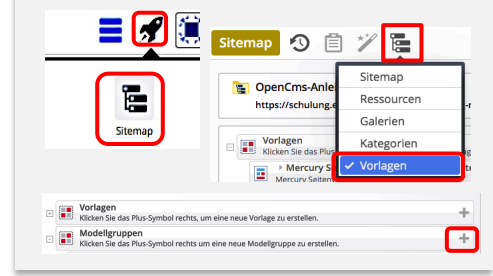 Sitemap
Sitemap
OpenCms-Anlei
https://schulung.e
Sitemap
Ressourcen
Galerien
Kategorien
✓ Vorlagen
Vorlagen
Klicken Sie das Plus
Mercury S
Mercury Seiten
Vorlagen
Klicken Sie das Plus-Symbol rechts, um eine neue Vorlage zu erstellen.
Modellgruppen
Klicken Sie das Plus-Symbol rechts um eine neue Modellgruppe zu erstellen.